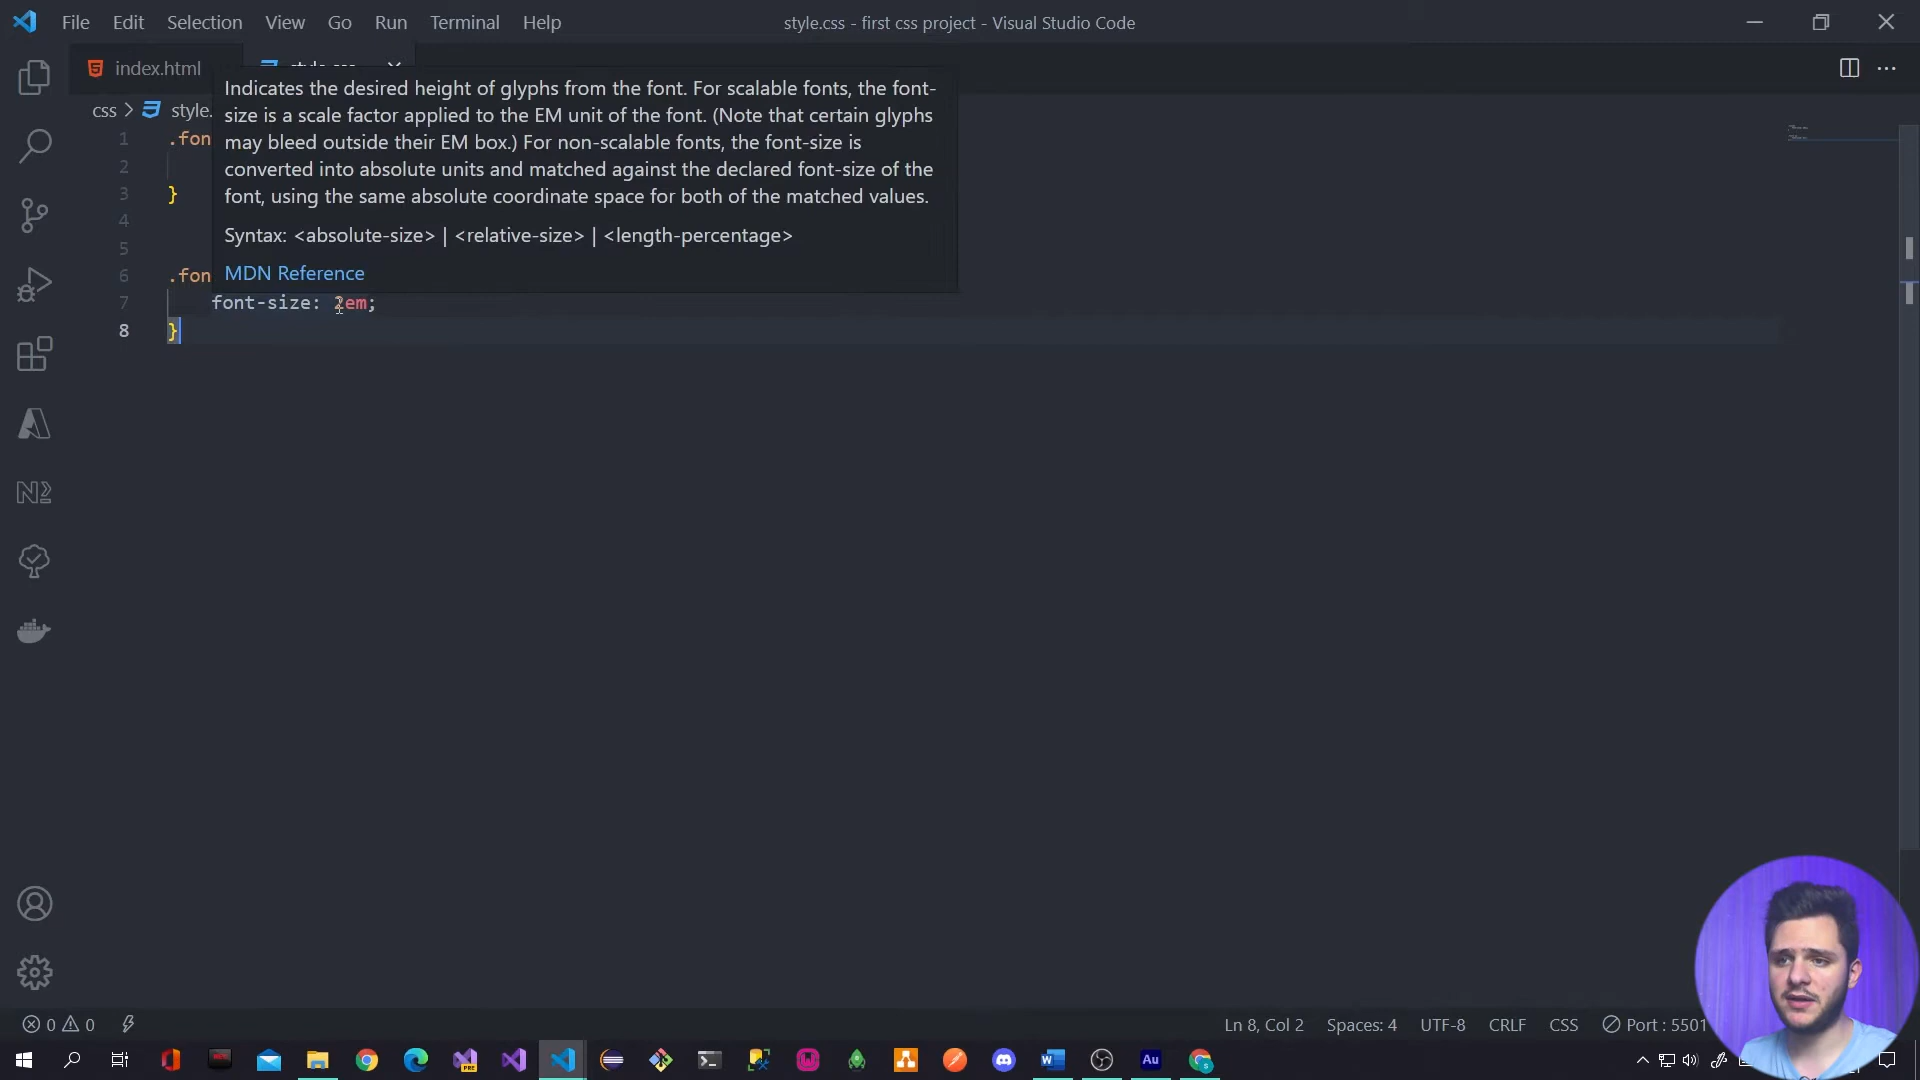 File Edit Selection View Go Run Terminal Help
style.css - first css project - Visual Studio Code
index.html
css > style.
1 .fon
2
3 }
4
5
6 .fon
7 font-size: 2em;
8 }
Indicates the desired height of glyphs from the font. For scalable fonts, the font-
size is a scale factor applied to the EM unit of the font. (Note that certain glyphs
may bleed outside their EM box.) For non-scalable fonts, the font-size is
converted into absolute units and matched against the declared font-size of the
font, using the same absolute coordinate space for both of the matched values.
Syntax: <absolute-size> | <relative-size> | <length-percentage>
MDN Reference
0 0
Ln 8, Col 2 Spaces: 4 UTF-8 CRLF CSS Port : 5501